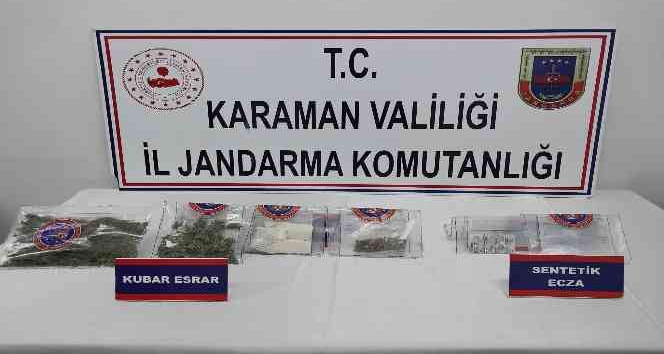 T.C.
KARAMAN VALİLİĞİ
İL JANDARMA KOMUTANLIĞI
KUBAR ESRAR
SENTETİK
ECZA